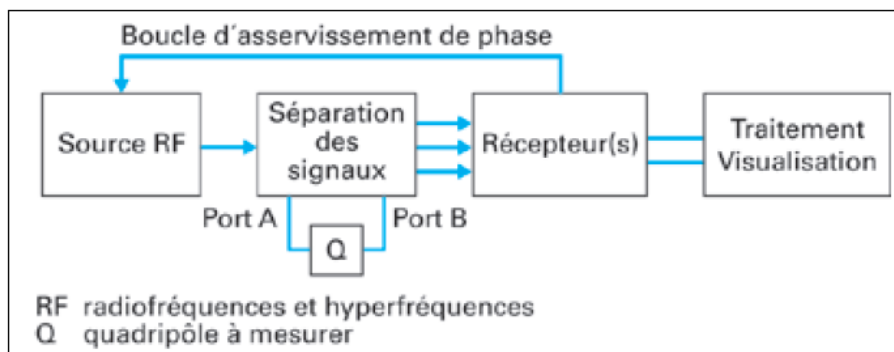 Boucle d'asservissement de phase
Source RF
Séparation
des
signaux
Récepteur(s)
Traitement
Visualisation
Port A
Port B
Q
RF radiofréquences et hyperfréquences
Q quadripôle à mesurer